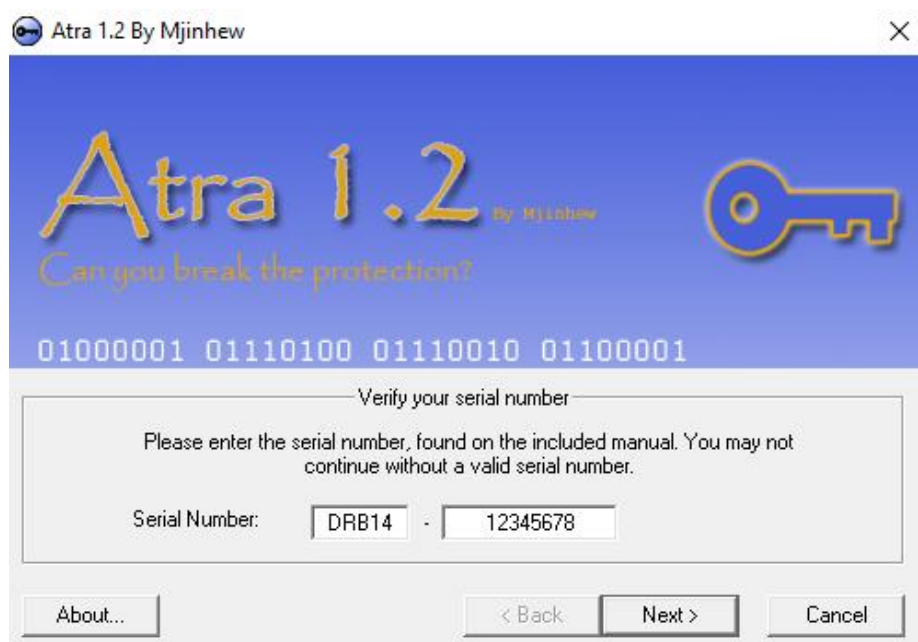 Atra 1.2 By Mjinhew
Atra 1.2 By Mjinhew
Can you break the protection?
01000001 01110100 01110010 01100001
Verify your serial number
Please enter the serial number, found on the included manual. You may not
continue without a valid serial number.
Serial Number: DRB14 - 12345678
About... < Back Next > Cancel